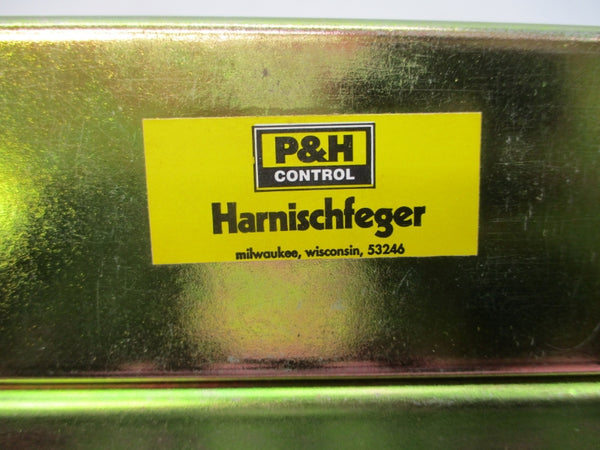 P&H
CONTROL
Harnischfeger
milwaukee, wisconsin, 53246